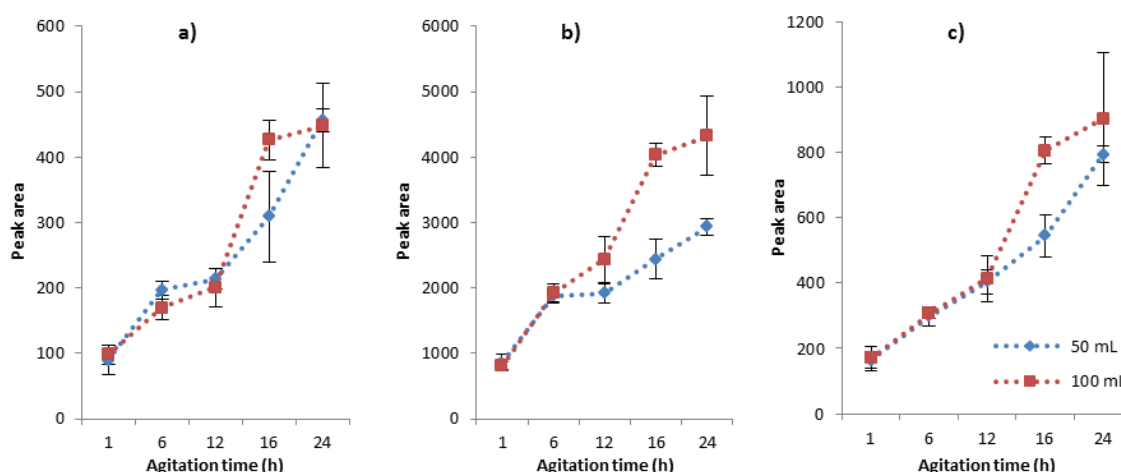 a)
600
500
400
300
200
100
0
Peak area
1 6 12 16 24
Agitation time (h)
b)
6000
5000
4000
3000
2000
1000
0
Peak area
1 6 12 16 24
Agitation time (h)
c)
1200
1000
800
600
400
200
0
Peak area
50 mL
100 mL
1 6 12 16 24
Agitation time (h)